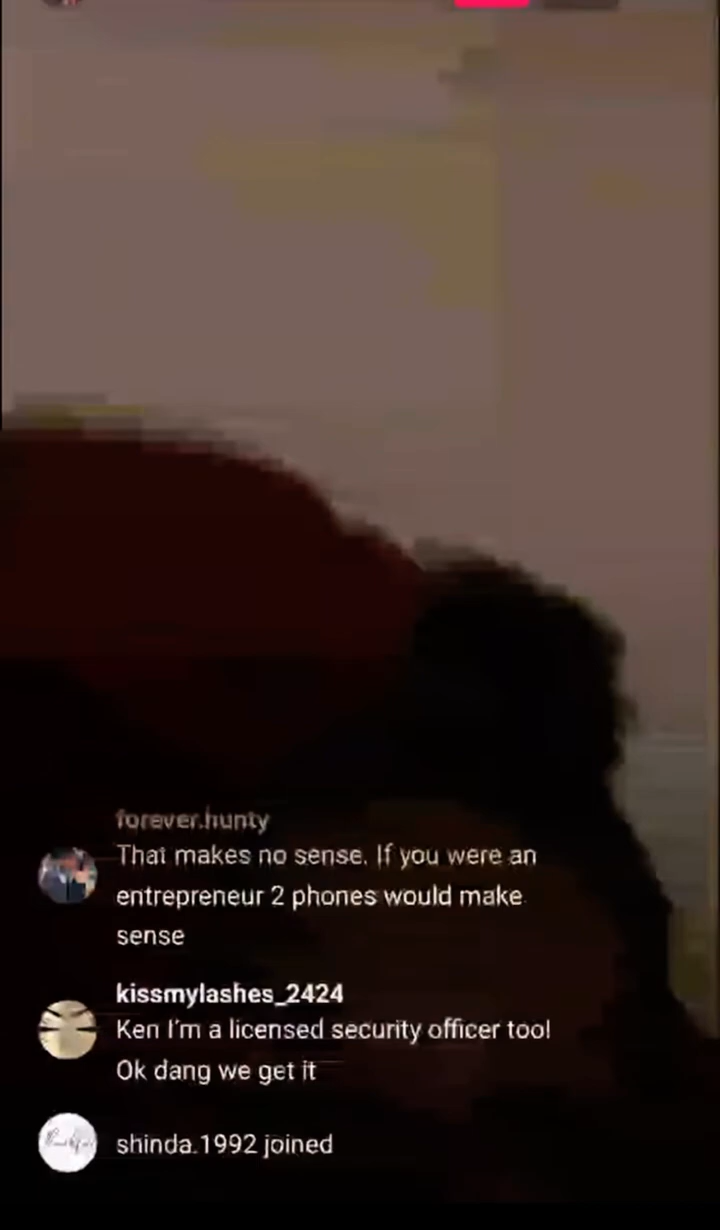 forever.hunty
That makes no sense. If you were an
entrepreneur 2 phones would make
sense
kissmylashes_2424
Ken I'm a licensed security officer too!
Ok dang we get it
shinda.1992 joined